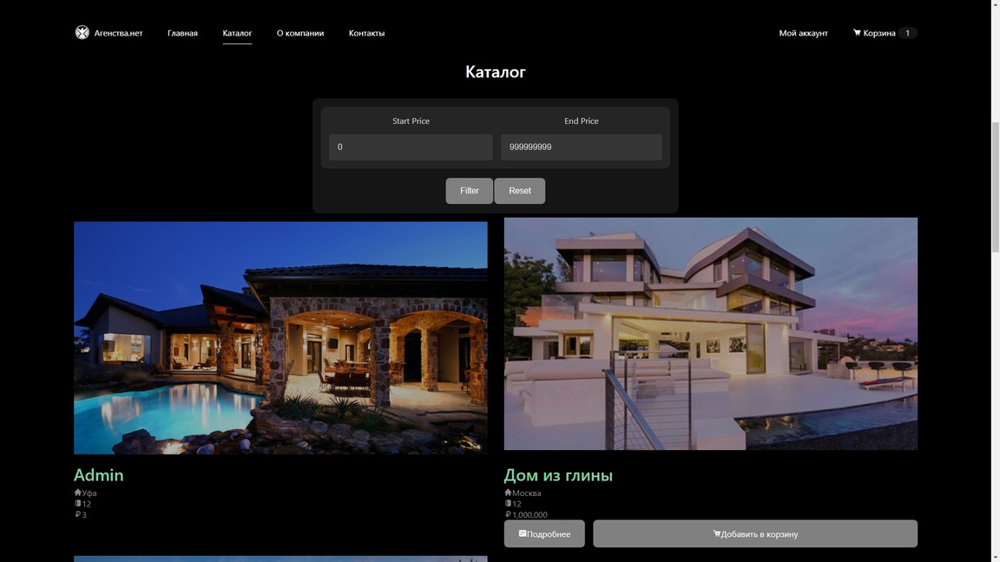 Агенства.нет Главная Каталог О компании Контакты Мой аккаунт Корзина 1
Каталог
Start Price End Price
0 999999999
Filter Reset
Admin
Уфа
12
₽ 3
Дом из глины
Москва
12
₽ 1,000,000
Подробнее Добавить в корзину